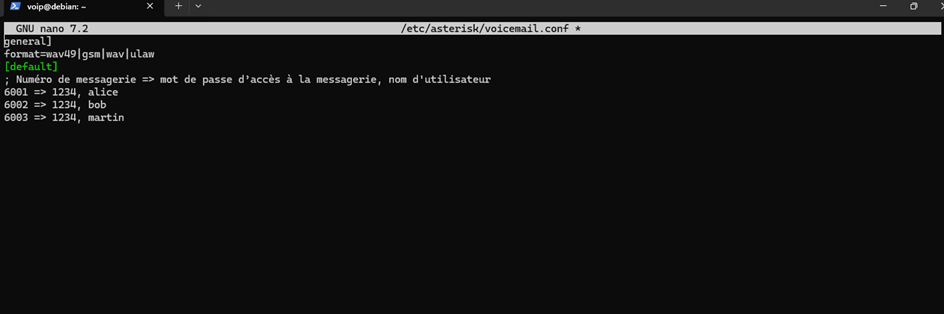 voip@debian: ~
GNU nano 7.2 /etc/asterisk/voicemail.conf *
general]
format=wav49|gsm|wav|ulaw
[default]
; Numéro de messagerie => mot de passe d’accès à la messagerie, nom d'utilisateur
6001 => 1234, alice
6002 => 1234, bob
6003 => 1234, martin